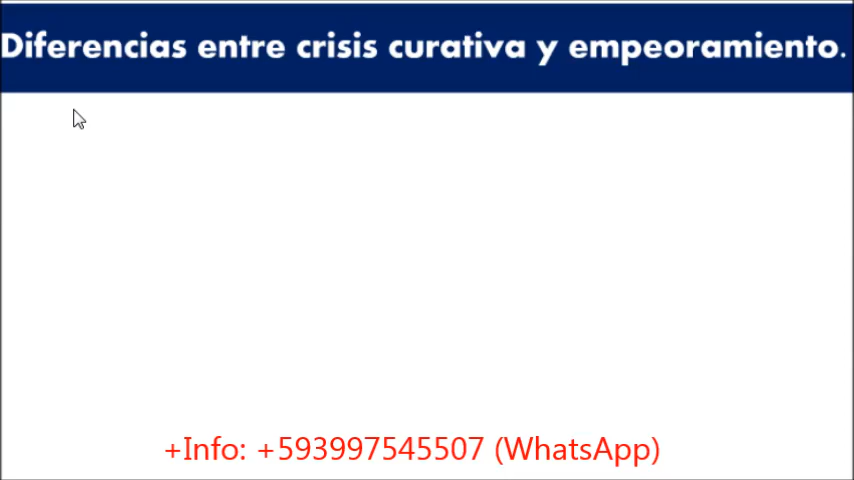 Diferencias entre crisis curativa y empeoramiento.
+Info: +593997545507 (WhatsApp)